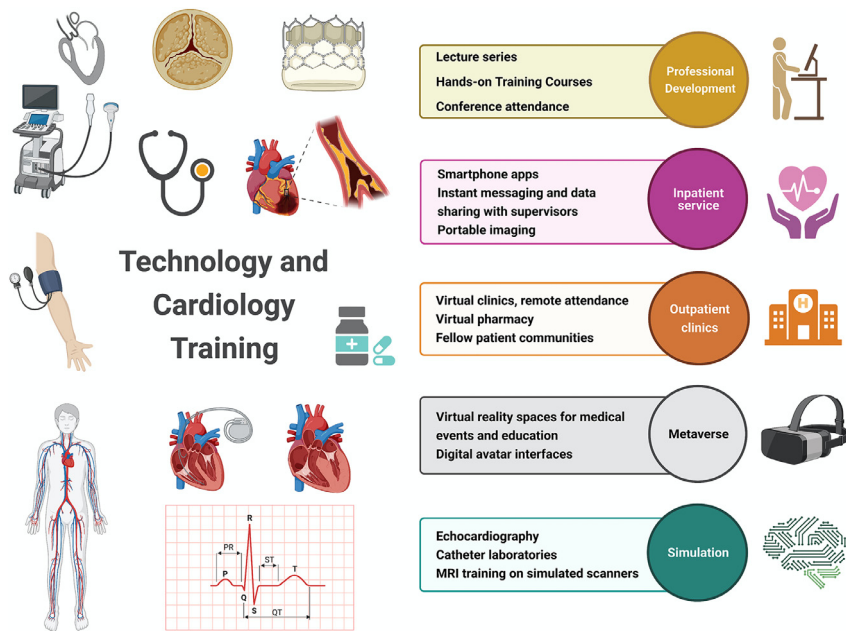 Technology and
Cardiology
Training
R
PR
ST
P
T
Q
S
QT
Lecture series
Hands-on Training Courses
Conference attendance
Professional
Development
Smartphone apps
Instant messaging and data
sharing with supervisors
Portable imaging
Inpatient
service
Virtual clinics, remote attendance
Virtual pharmacy
Fellow patient communities
Outpatient
clinics
H
Virtual reality spaces for medical
events and education
Digital avatar interfaces
Metaverse
Echocardiography
Catheter laboratories
MRI training on simulated scanners
Simulation